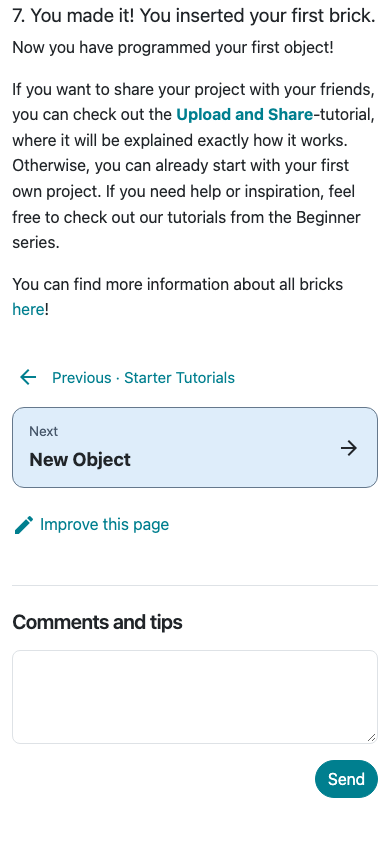 7. You made it! You inserted your first brick.
Now you have programmed your first object!
If you want to share your project with your friends,
you can check out the Upload and Share-tutorial,
where it will be explained exactly how it works.
Otherwise, you can already start with your first
own project. If you need help or inspiration, feel
free to check out our tutorials from the Beginner
series.
You can find more information about all bricks
here!
Previous · Starter Tutorials
Next
New Object
Improve this page
Comments and tips
Send